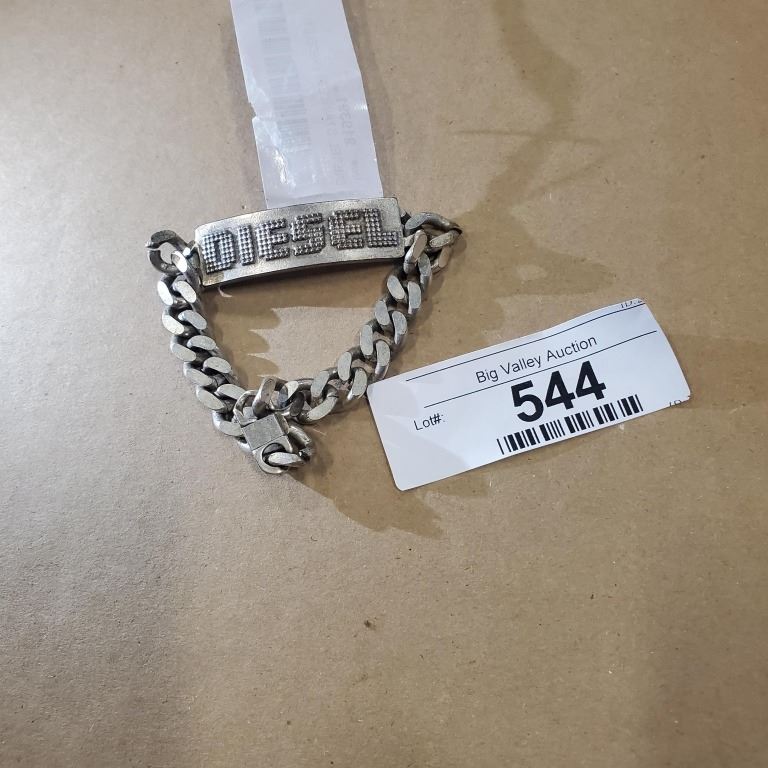 DIESEL
Big Valley Auction
Lot#:
544